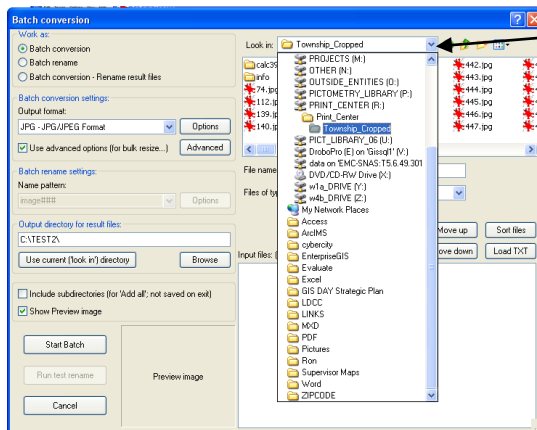 Batch conversion
Work as:
Batch conversion
Batch rename
Batch conversion - Rename result files
Batch conversion settings:
Output format:
JPG - JPG/JPEG Format
Options
Use advanced options (for bulk resize...)
Advanced
Batch rename settings:
Name pattern:
image###
Options
Output directory for result files:
C:\TEST2\
Use current ('look in') directory
Browse
Include subdirectories (for 'Add all'; not saved on exit)
Show Preview image
Start Batch
Run test rename
Cancel
Preview image
Look in:
Township_Cropped
calc39
info
74.jpg
112.j
139.j
140.j
442.jpg
443.jpg
444.jpg
445.jpg
446.jpg
447.jpg
PROJECTS (M:)
OTHER (N:)
OUTSIDE_ENTITIES (O:)
PICTOMETRY_LIBRARY (P:)
PRINT_CENTER (R:)
Print_Center
Township_Cropped
PICT_LIBRARY_06 (U:)
DroboPro (E) on 'Gissql1' (V:)
data on 'EMC-SNAS: T5.6.49.301
DVD/CD-RW Drive (X:)
w1a_DRIVE (Y:)
w4b_DRIVE (Z:)
My Network Places
Access
ArcIMS
cybercity
EnterpriseGIS
Evaluate
Excel
GIS DAY Strategic Plan
LDCC
LINKS
MXD
PDF
Pictures
Ron
Supervisor Maps
Word
ZIPCODE
File name
Files of ty
Move up
Sort files
ove down
Load TXT
Input files: (